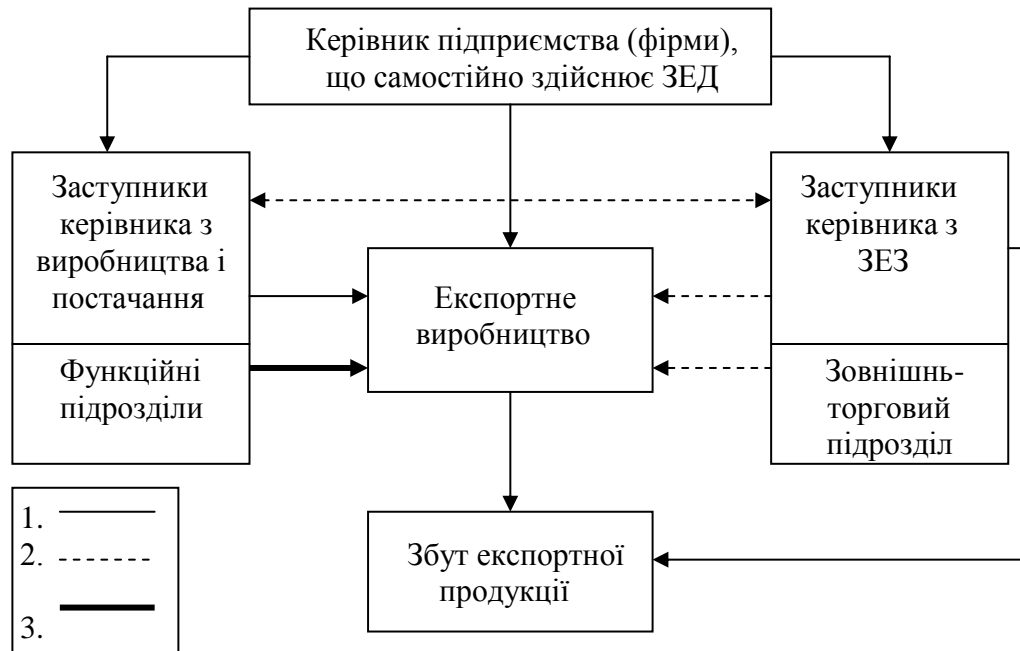 Керівник підприємства (фірми),
що самостійно здійснює ЗЕД
Заступники
керівника з
виробництва і
постачання
Функційні
підрозділи
Експортне
виробництво
Заступники
керівника з
ЗЕЗ
Зовнішнь-
торговий
підрозділ
Збут експортної
продукції
1.
2.
3.